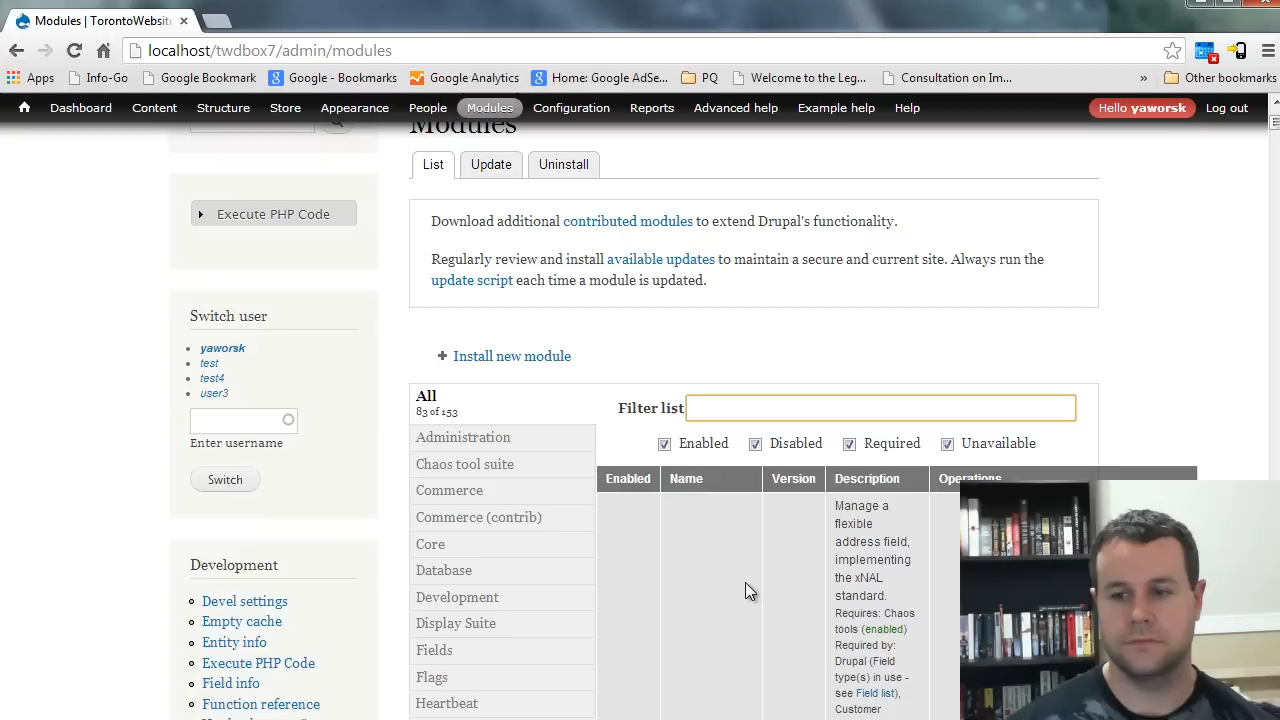 Modules | TorontoWebsite
localhost/twdbox7/admin/modules
Apps Info-Go Google Bookmark Google - Bookmarks Google Analytics Home: Google AdSe... PC Welcome to the Leg... Consultation on Im... » Other bookmarks
Dashboard Content Structure Store Appearance People Modules Configuration Reports Advanced help Example help Help Hello yaworsk Log out
Modules
List Update Uninstall
Execute PHP Code
Download additional contributed modules to extend Drupal's functionality.
Regularly review and install available updates to maintain a secure and current site. Always run the
update script each time a module is updated.
Switch user
yaworsk
test
test4
user3
Enter username
Switch
Install new module
All
83 of 153
Filter list
Enabled Disabled Required Unavailable
Administration
Chaos tool suite
Commerce
Commerce (contrib)
Core
Database
Development
Display Suite
Fields
Flags
Heartbeat
Enabled Name Version Description Operations
Manage a
flexible
address field,
implementing
the xNAL
standard.
Requires: Chaos
tools (enabled)
Required by:
Drupal (Field
type(s) in use -
see Field list),
Customer
Development
Devel settings
Empty cache
Entity info
Execute PHP Code
Field info
Function reference